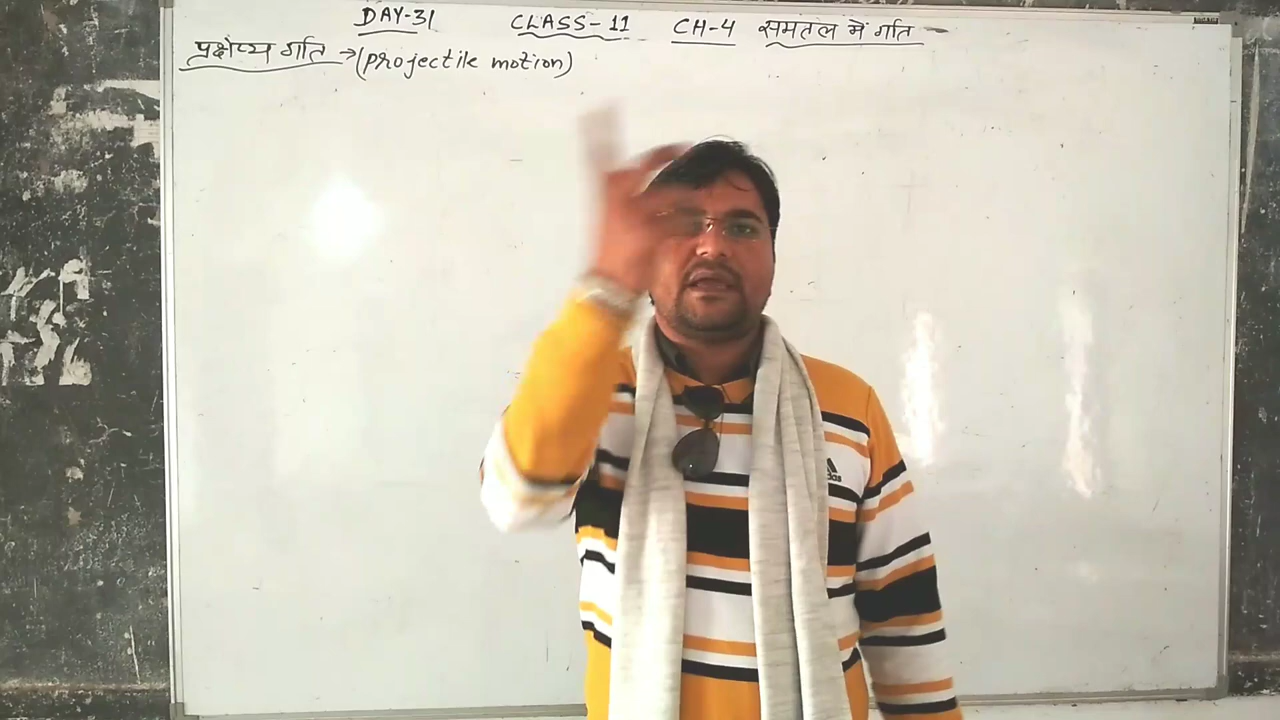 DAY-31 CLASS-11 CH-4 समतल में गति
प्रक्षेप्य गति → (projectile motion)